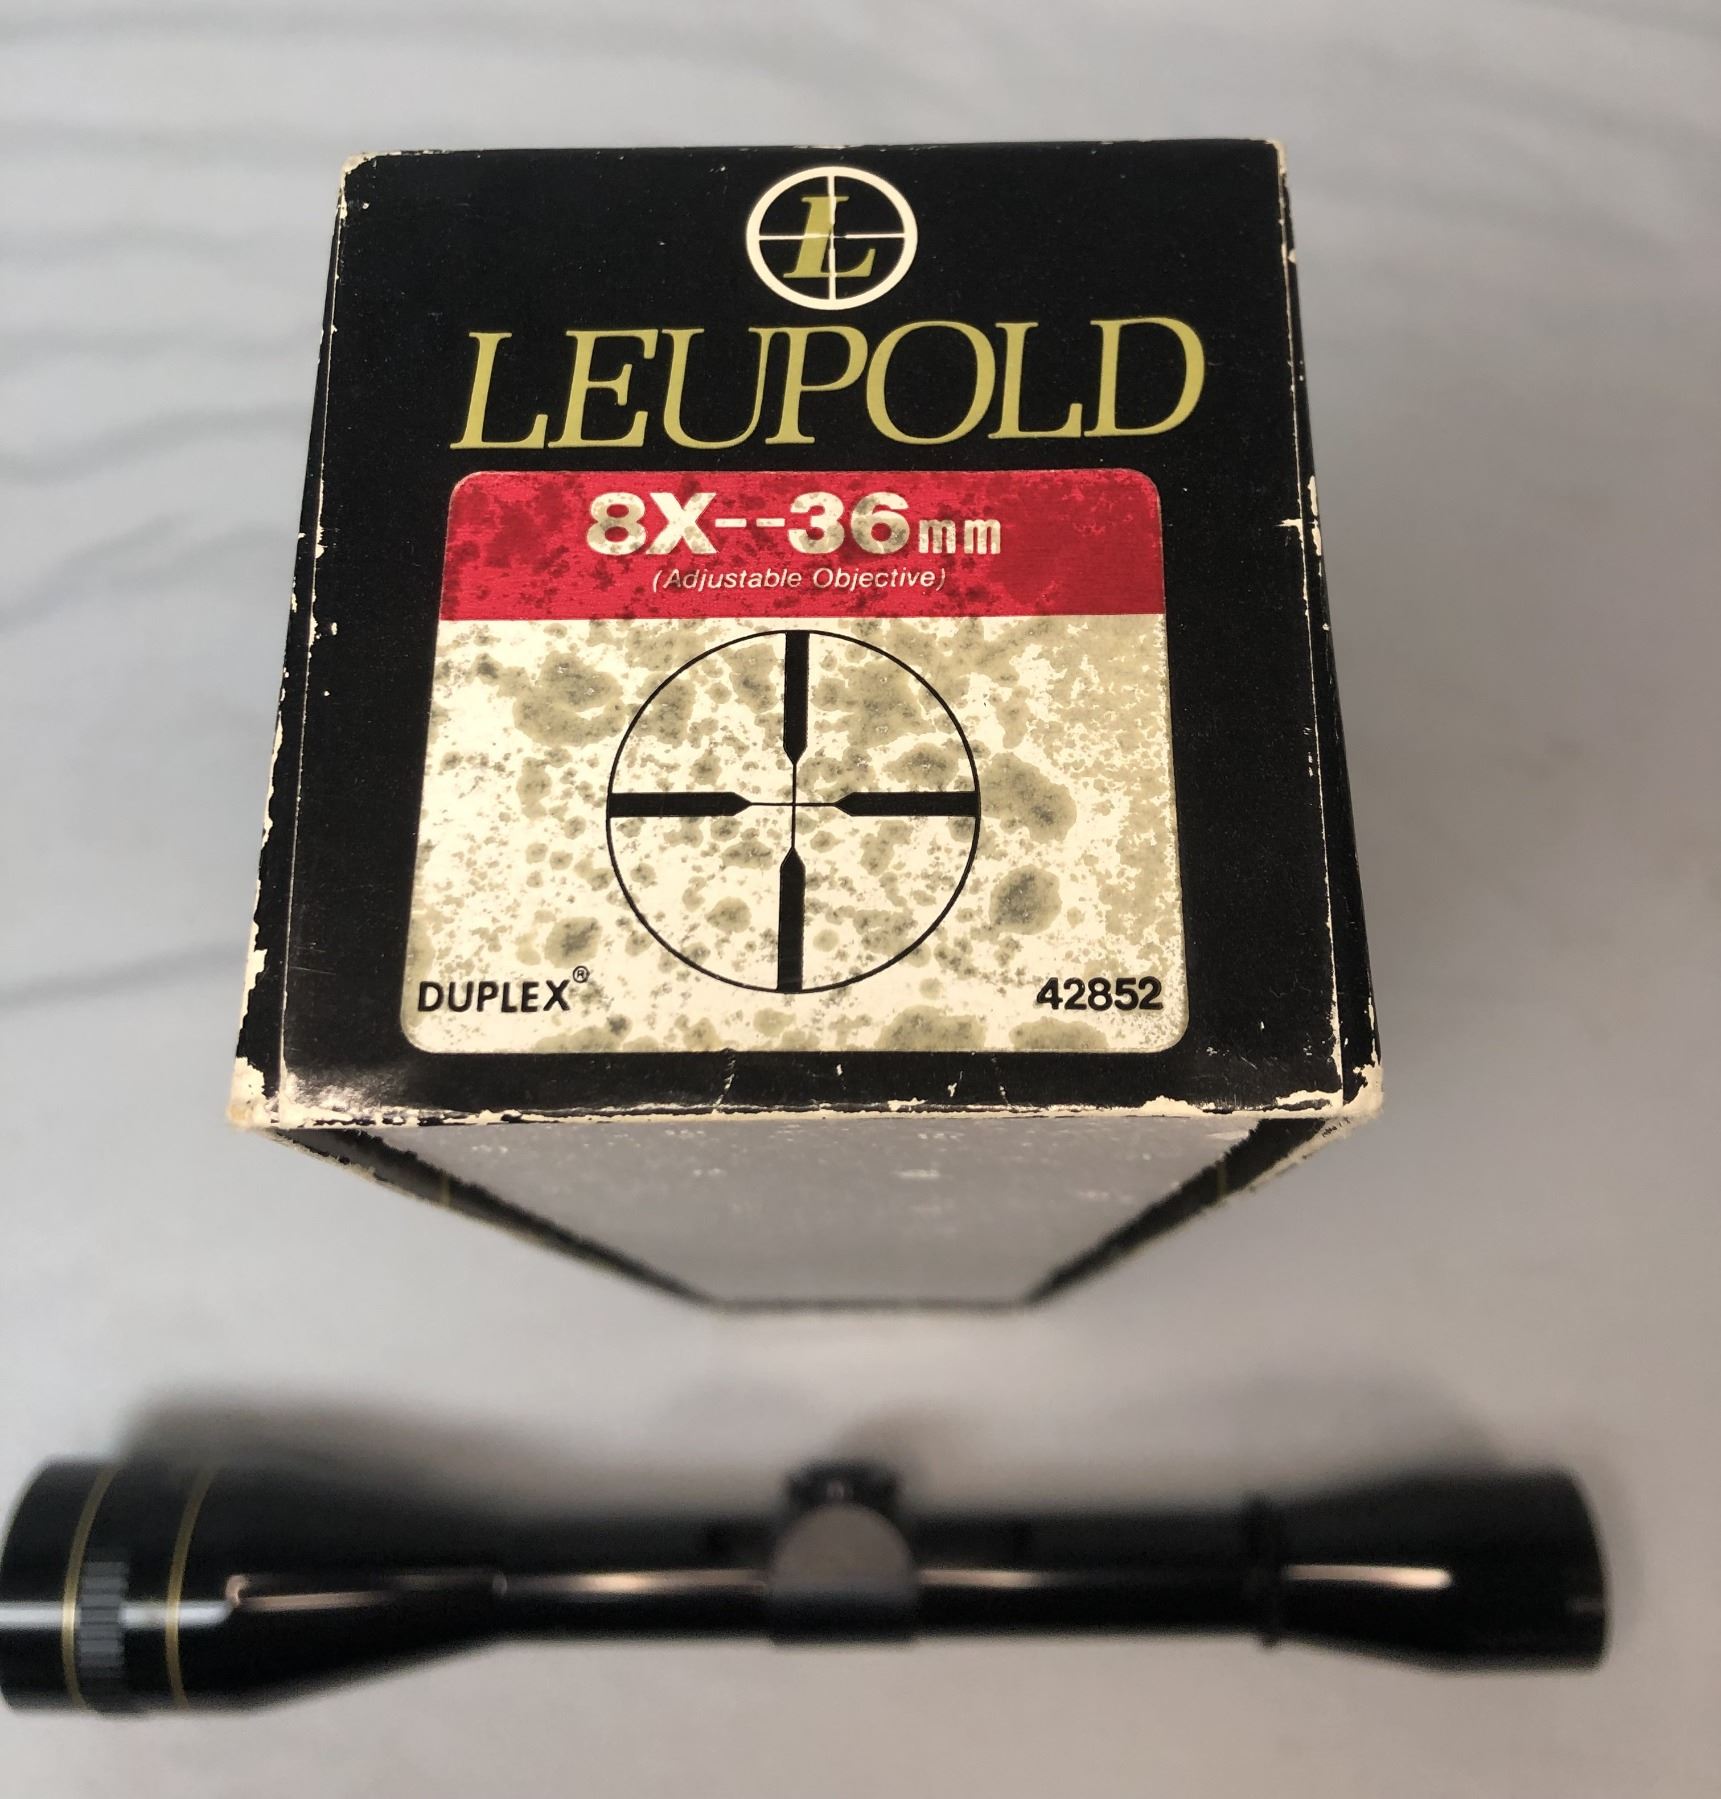 L
LEUPOLD
8X--36mm
(Adjustable Objective)
DUPLEX®
42852